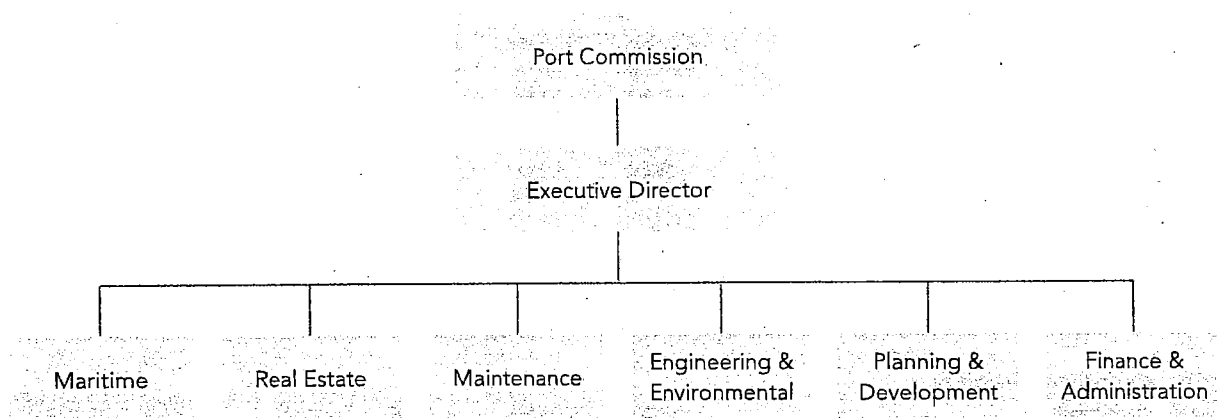 Port Commission
Executive Director
Maritime
Real Estate
Maintenance
Engineering &
Environmental
Planning &
Development
Finance &
Administration